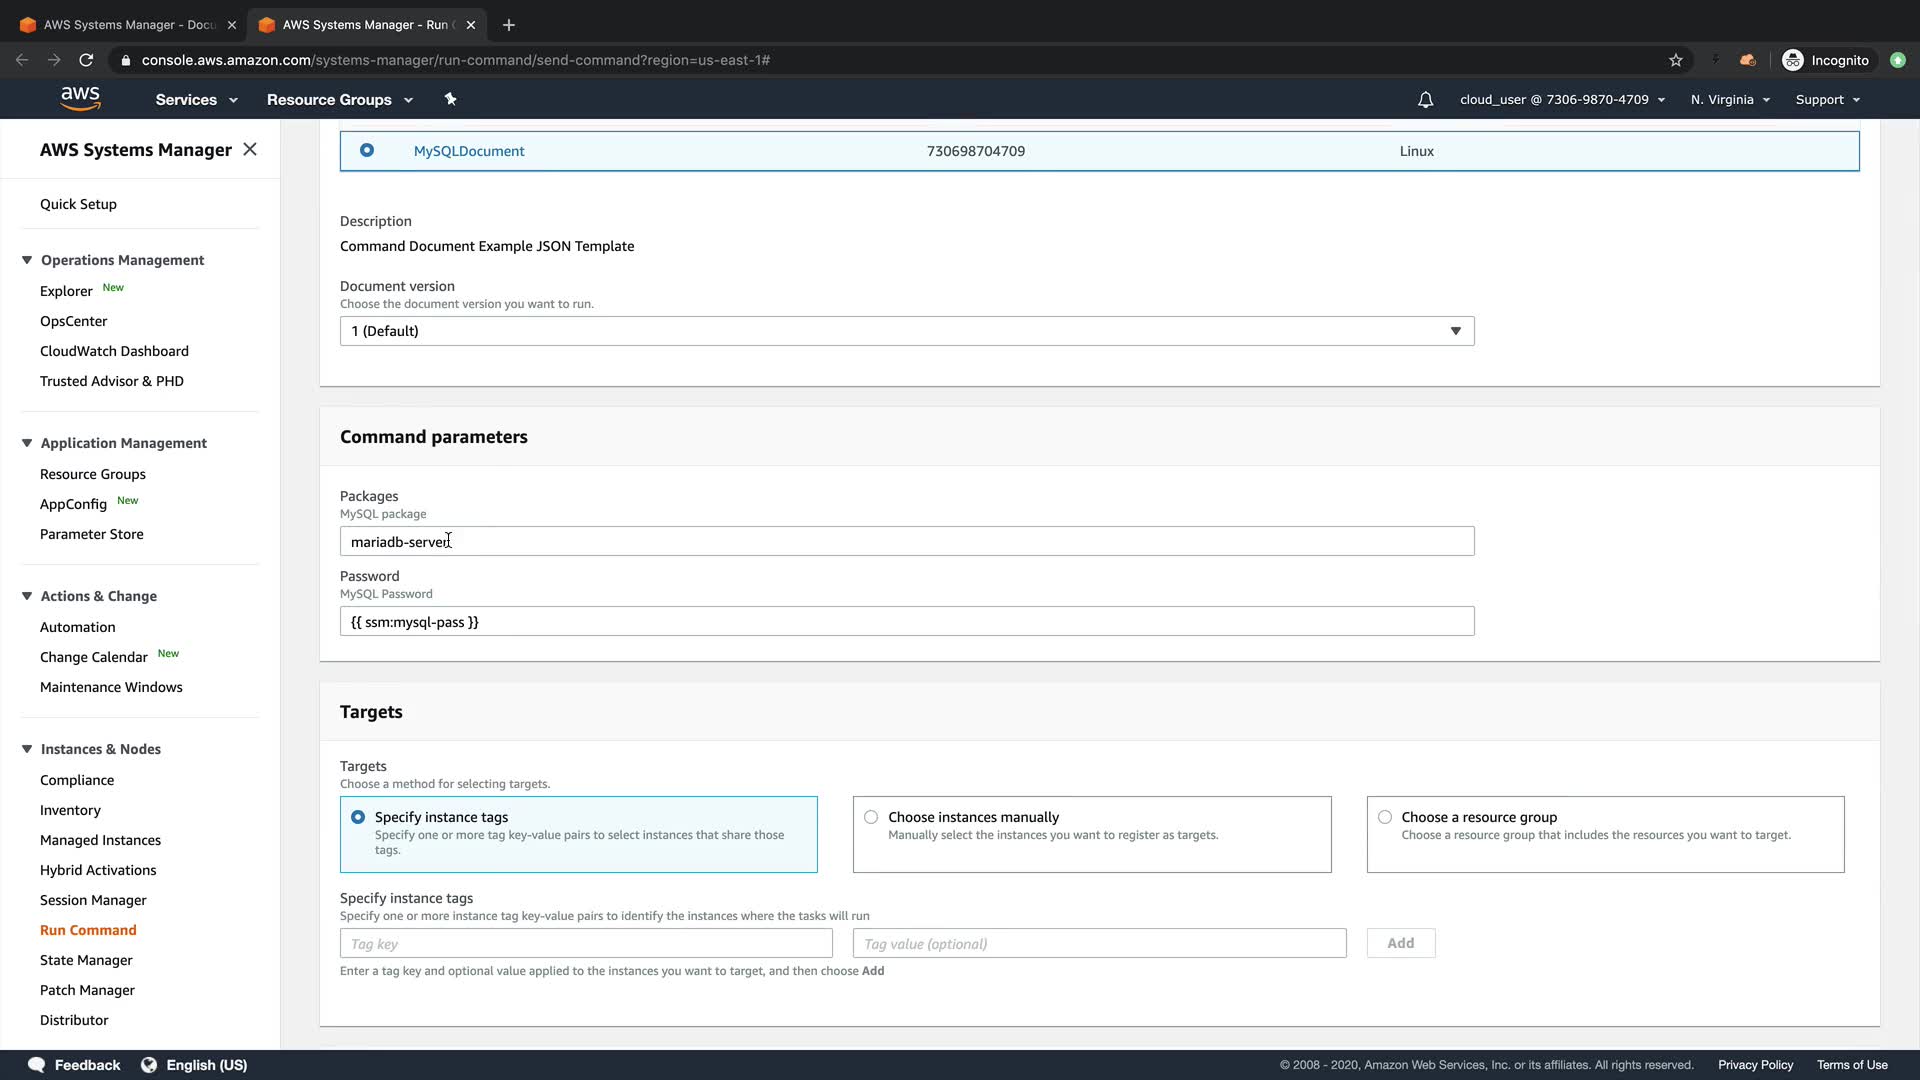 AWS Systems Manager - Docu
AWS Systems Manager - Run C
console.aws.amazon.com/systems-manager/run-command/send-command?region=us-east-1#
Incognito
aws
Services
Resource Groups
cloud_user @ 7306-9870-4709
N. Virginia
Support
AWS Systems Manager
Quick Setup
Operations Management
Explorer New
OpsCenter
CloudWatch Dashboard
Trusted Advisor & PHD
Application Management
Resource Groups
AppConfig New
Parameter Store
Actions & Change
Automation
Change Calendar New
Maintenance Windows
Instances & Nodes
Compliance
Inventory
Managed Instances
Hybrid Activations
Session Manager
Run Command
State Manager
Patch Manager
Distributor
MySQLDocument 730698704709 Linux
Description
Command Document Example JSON Template
Document version
Choose the document version you want to run.
1 (Default)
Command parameters
Packages
MySQL package
mariadb-server
Password
MySQL Password
{{ ssm:mysql-pass }}
Targets
Targets
Choose a method for selecting targets.
Specify instance tags
Specify one or more tag key-value pairs to select instances that share those
tags.
Choose instances manually
Manually select the instances you want to register as targets.
Choose a resource group
Choose a resource group that includes the resources you want to target.
Specify instance tags
Specify one or more instance tag key-value pairs to identify the instances where the tasks will run
Tag key
Tag value (optional)
Add
Enter a tag key and optional value applied to the instances you want to target, and then choose Add
Feedback
English (US)
© 2008 - 2020, Amazon Web Services, Inc. or its affiliates. All rights reserved.
Privacy Policy
Terms of Use